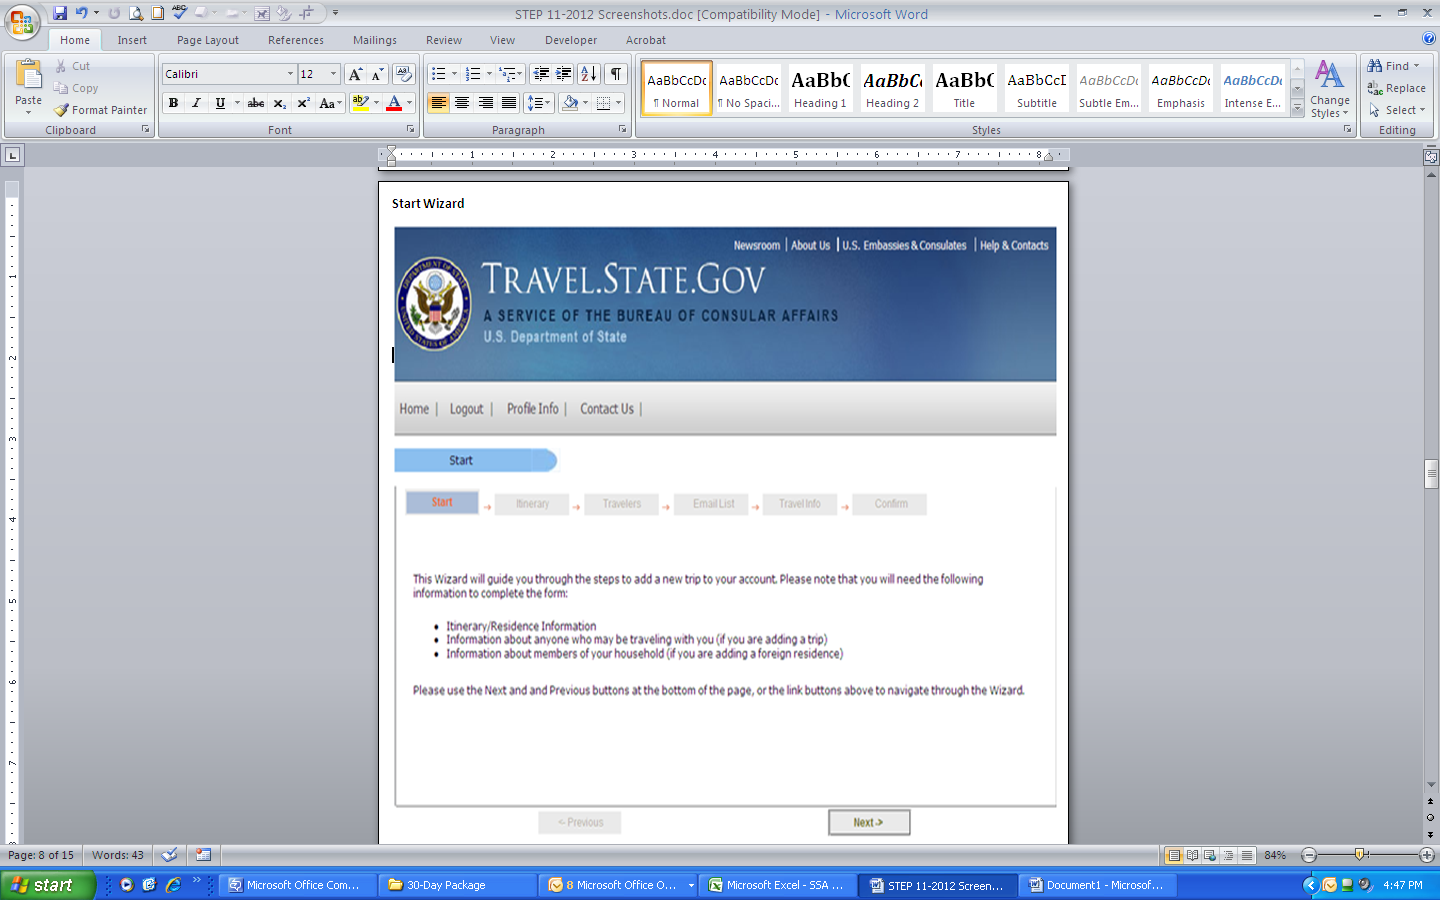 STEP 11-2012 Screenshots.doc [Compatibility Mode] - Microsoft Word
Home Insert Page Layout References Mailings Review View Developer Acrobat
Paste
Cut
Copy
Format Painter
Clipboard
Calibri 12
Font
Paragraph
AaBbCcDc AaBbCcDc AaBbC AaBbCc AaBbC AaBbCcI AaBbCcDc AaBbCcDc AaBbCcDc
¶ Normal ¶ No Spaci... Heading 1 Heading 2 Title Subtitle Subtle Em... Emphasis Intense E...
Change Styles
Styles
Find
Replace
Select
Editing
1 2 3 4 5 6 7 8
Start Wizard
Newsroom | About Us | U.S. Embassies & Consulates | Help & Contacts
TRAVEL.STATE.GOV
A SERVICE OF THE BUREAU OF CONSULAR AFFAIRS
U.S. Department of State
Home | Logout | Profile Info | Contact Us |
Start
Start Itinerary Travelers Email List Travel Info Confirm
This Wizard will guide you through the steps to add a new trip to your account. Please note that you will need the following
information to complete the form:
• Itinerary/Residence Information
• Information about anyone who may be traveling with you (if you are adding a trip)
• Information about members of your household (if you are adding a foreign residence)
Please use the Next and and Previous buttons at the bottom of the page, or the link buttons above to navigate through the Wizard.
<- Previous Next ->
Page: 8 of 15 Words: 43 84%
start Microsoft Office Com... 30-Day Package 8 Microsoft Office O... Microsoft Excel - SSA ... STEP 11-2012 Screen... Document1 - Microsof... 4:47 PM